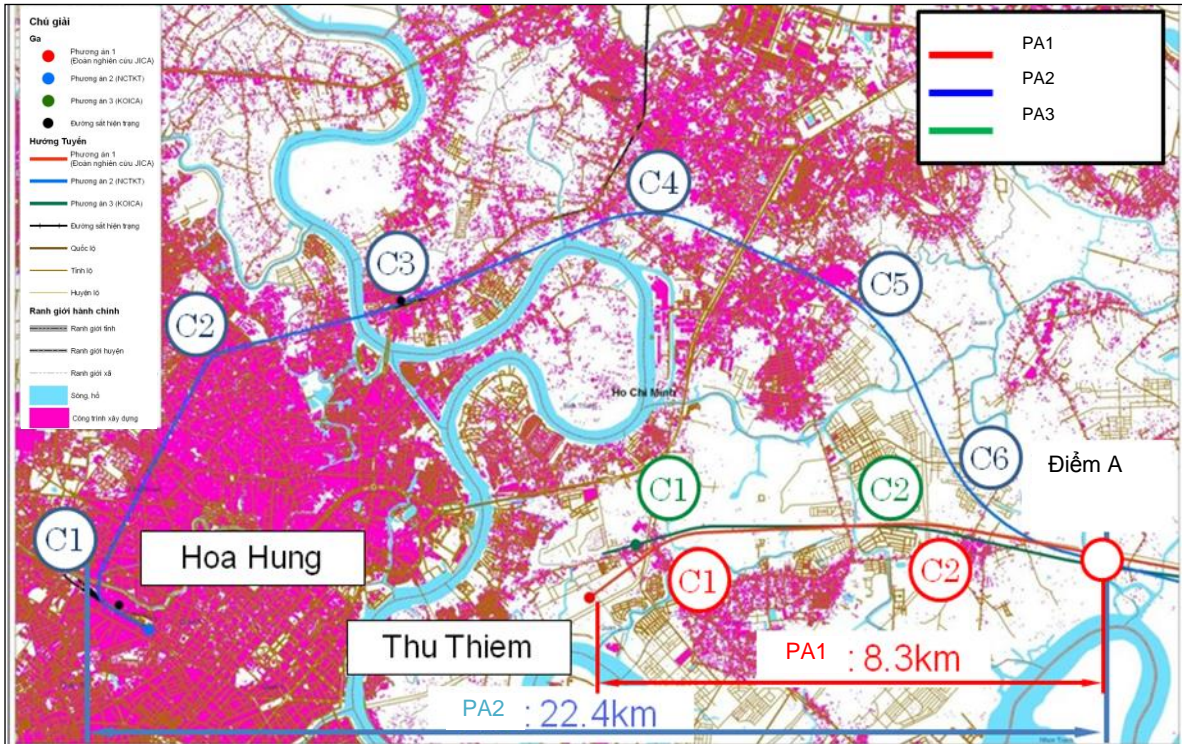 Chú giải
Ga
Phương án 1
(Đoàn nghiên cứu JICA)
Phương án 2 (NCTKT)
Phương án 3 (KOICA)
Đường sắt hiện trạng
Hướng Tuyến
Phương án 1
(Đoàn nghiên cứu JICA)
Phương án 2 (NCTKT)
Phương án 3 (KOICA)
Đường sắt hiện trạng
Quốc lộ
Tỉnh lộ
Huyện lộ
Ranh giới hành chính
Ranh giới tỉnh
Ranh giới huyện
Ranh giới xã
Sông, hồ
Công trình xây dựng
PA1
PA2
PA3
C4
C3
C5
C2
Ho Chi Minh
C6
Điểm A
C1
C2
C1
Hoa Hung
C1
C2
Thu Thiem
PA1 : 8.3km
PA2 : 22.4km